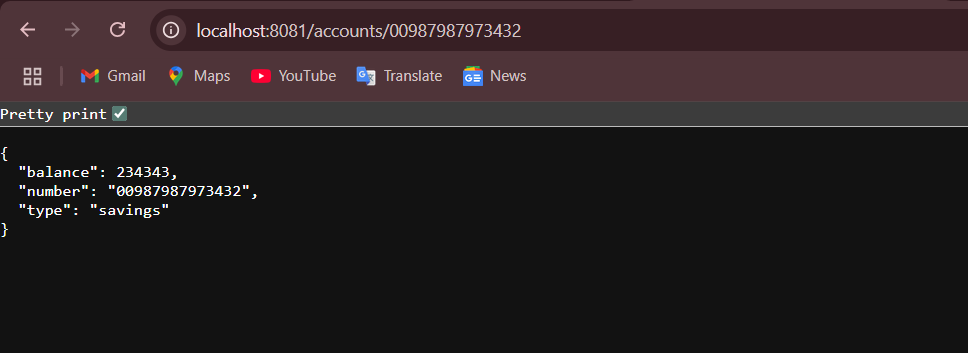 localhost:8081/accounts/00987987973432
Gmail Maps YouTube Translate News
Pretty print
{
  "balance": 234343,
  "number": "00987987973432",
  "type": "savings"
}